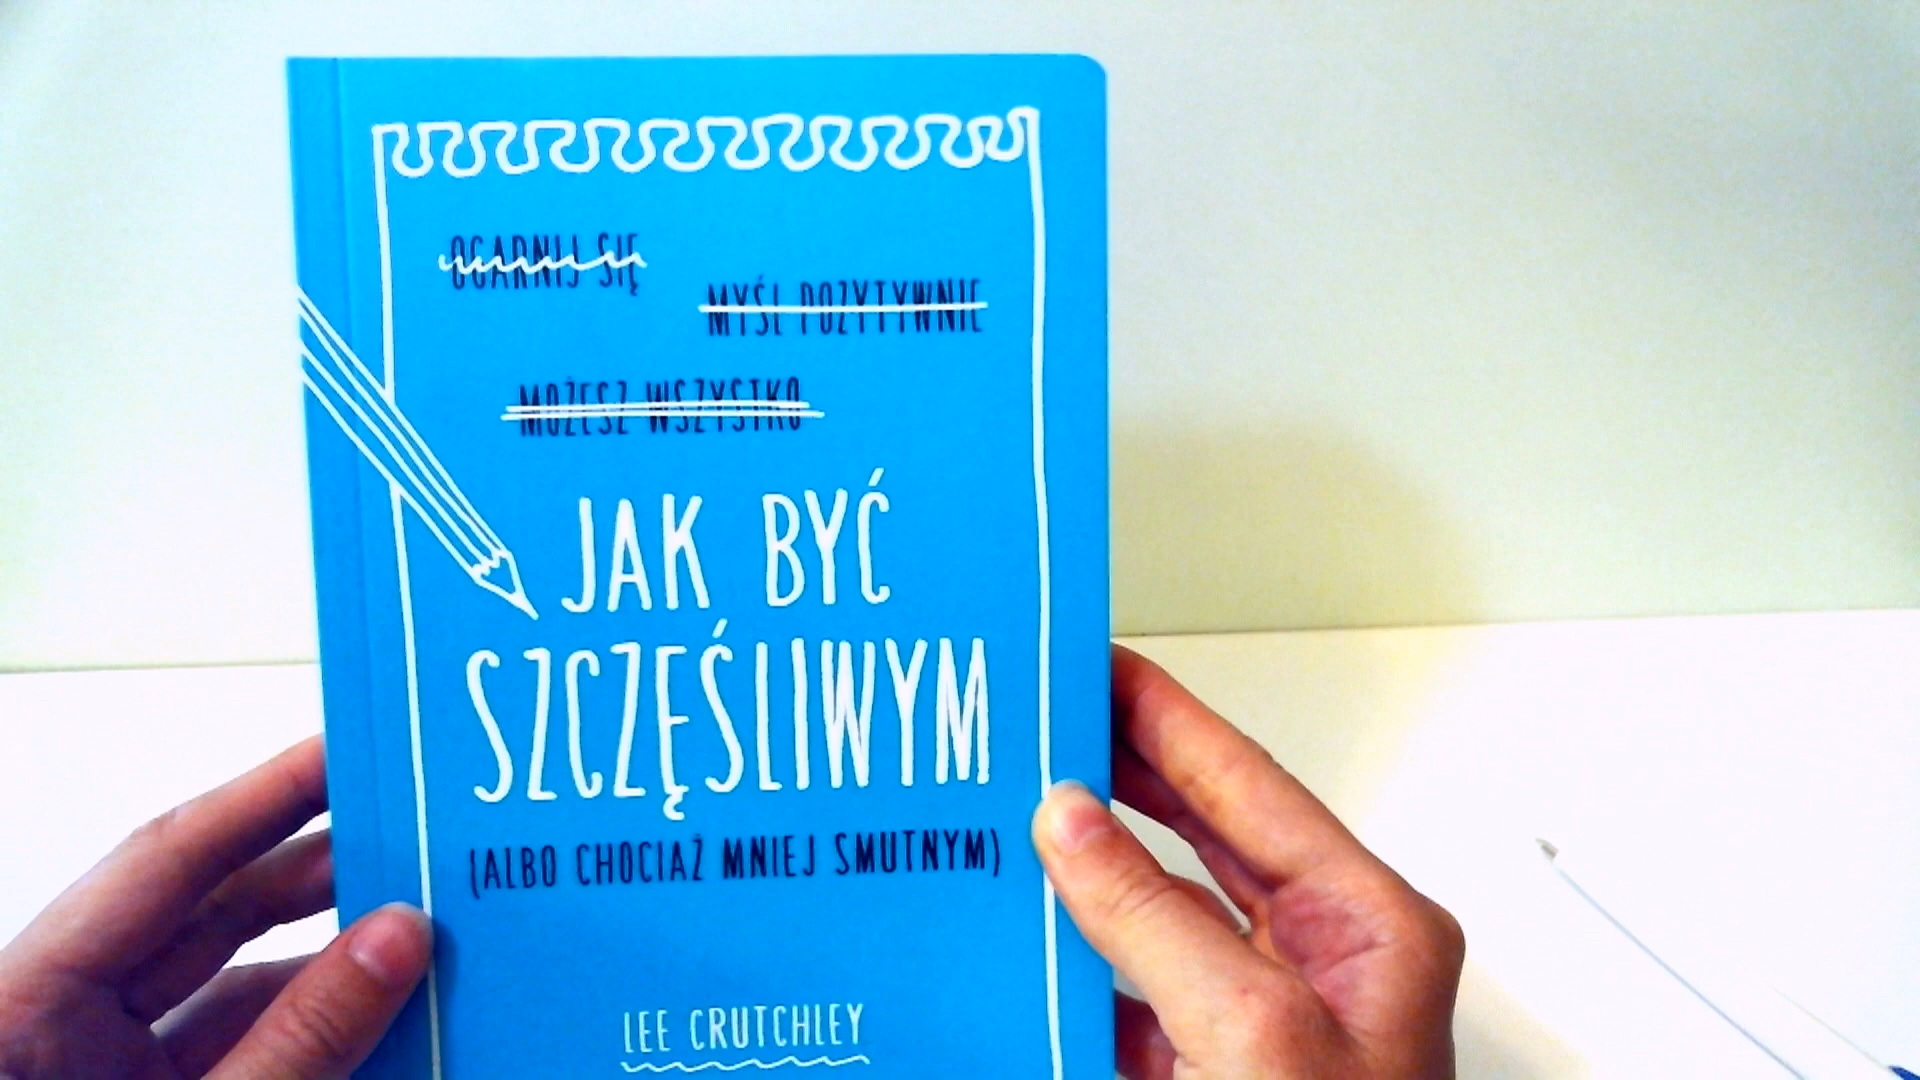 OGARNIJ SIĘ
MYŚL POZYTYWNIE
MOŻESZ WSZYSTKO
JAK BYĆ
SZCZĘŚLIWYM
(ALBO CHOCIAŻ MNIEJ SMUTNYM)
LEE CRUTCHLEY